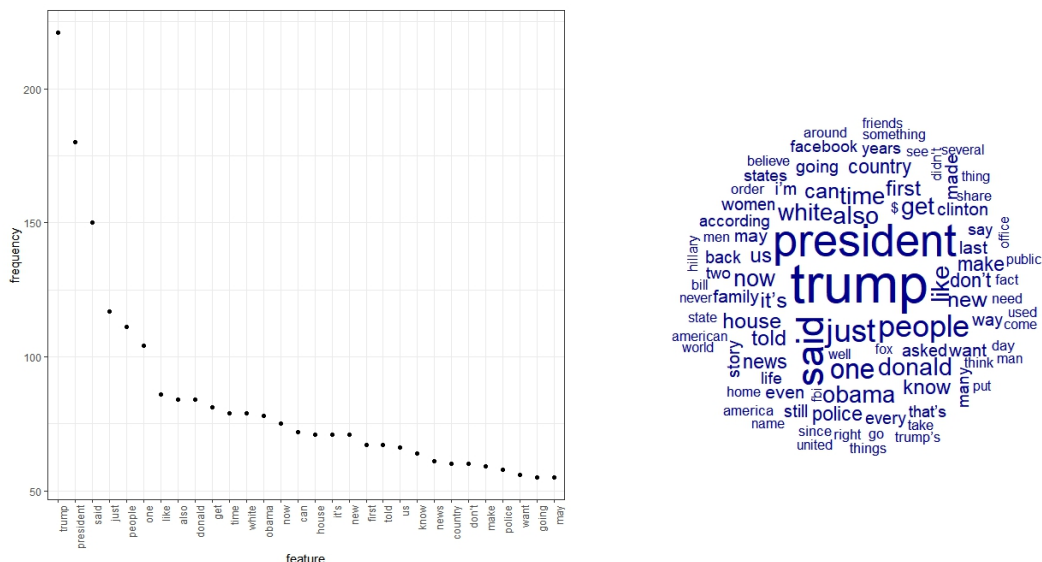 200
150
100
50
frequency
trump
president
said
just
people
one
like
also
donald
get
time
white
obama
now
can
house
it's
new
first
told
us
know
news
country
don't
make
police
want
going
may
feature
friends
around something
facebook years see several
believe going country didn't
states made thing
order i'm can time first share
women white also $ get clinton
according
hillary men may president say office
back us last
two now trump like make public
bill don't fact
never family it's new need
state house said just people way used
come
american told
world story well fox asked want day
news think man
life one donald
home even fbi obama know many put
america still police every that's
name take
since right go trump's
united things